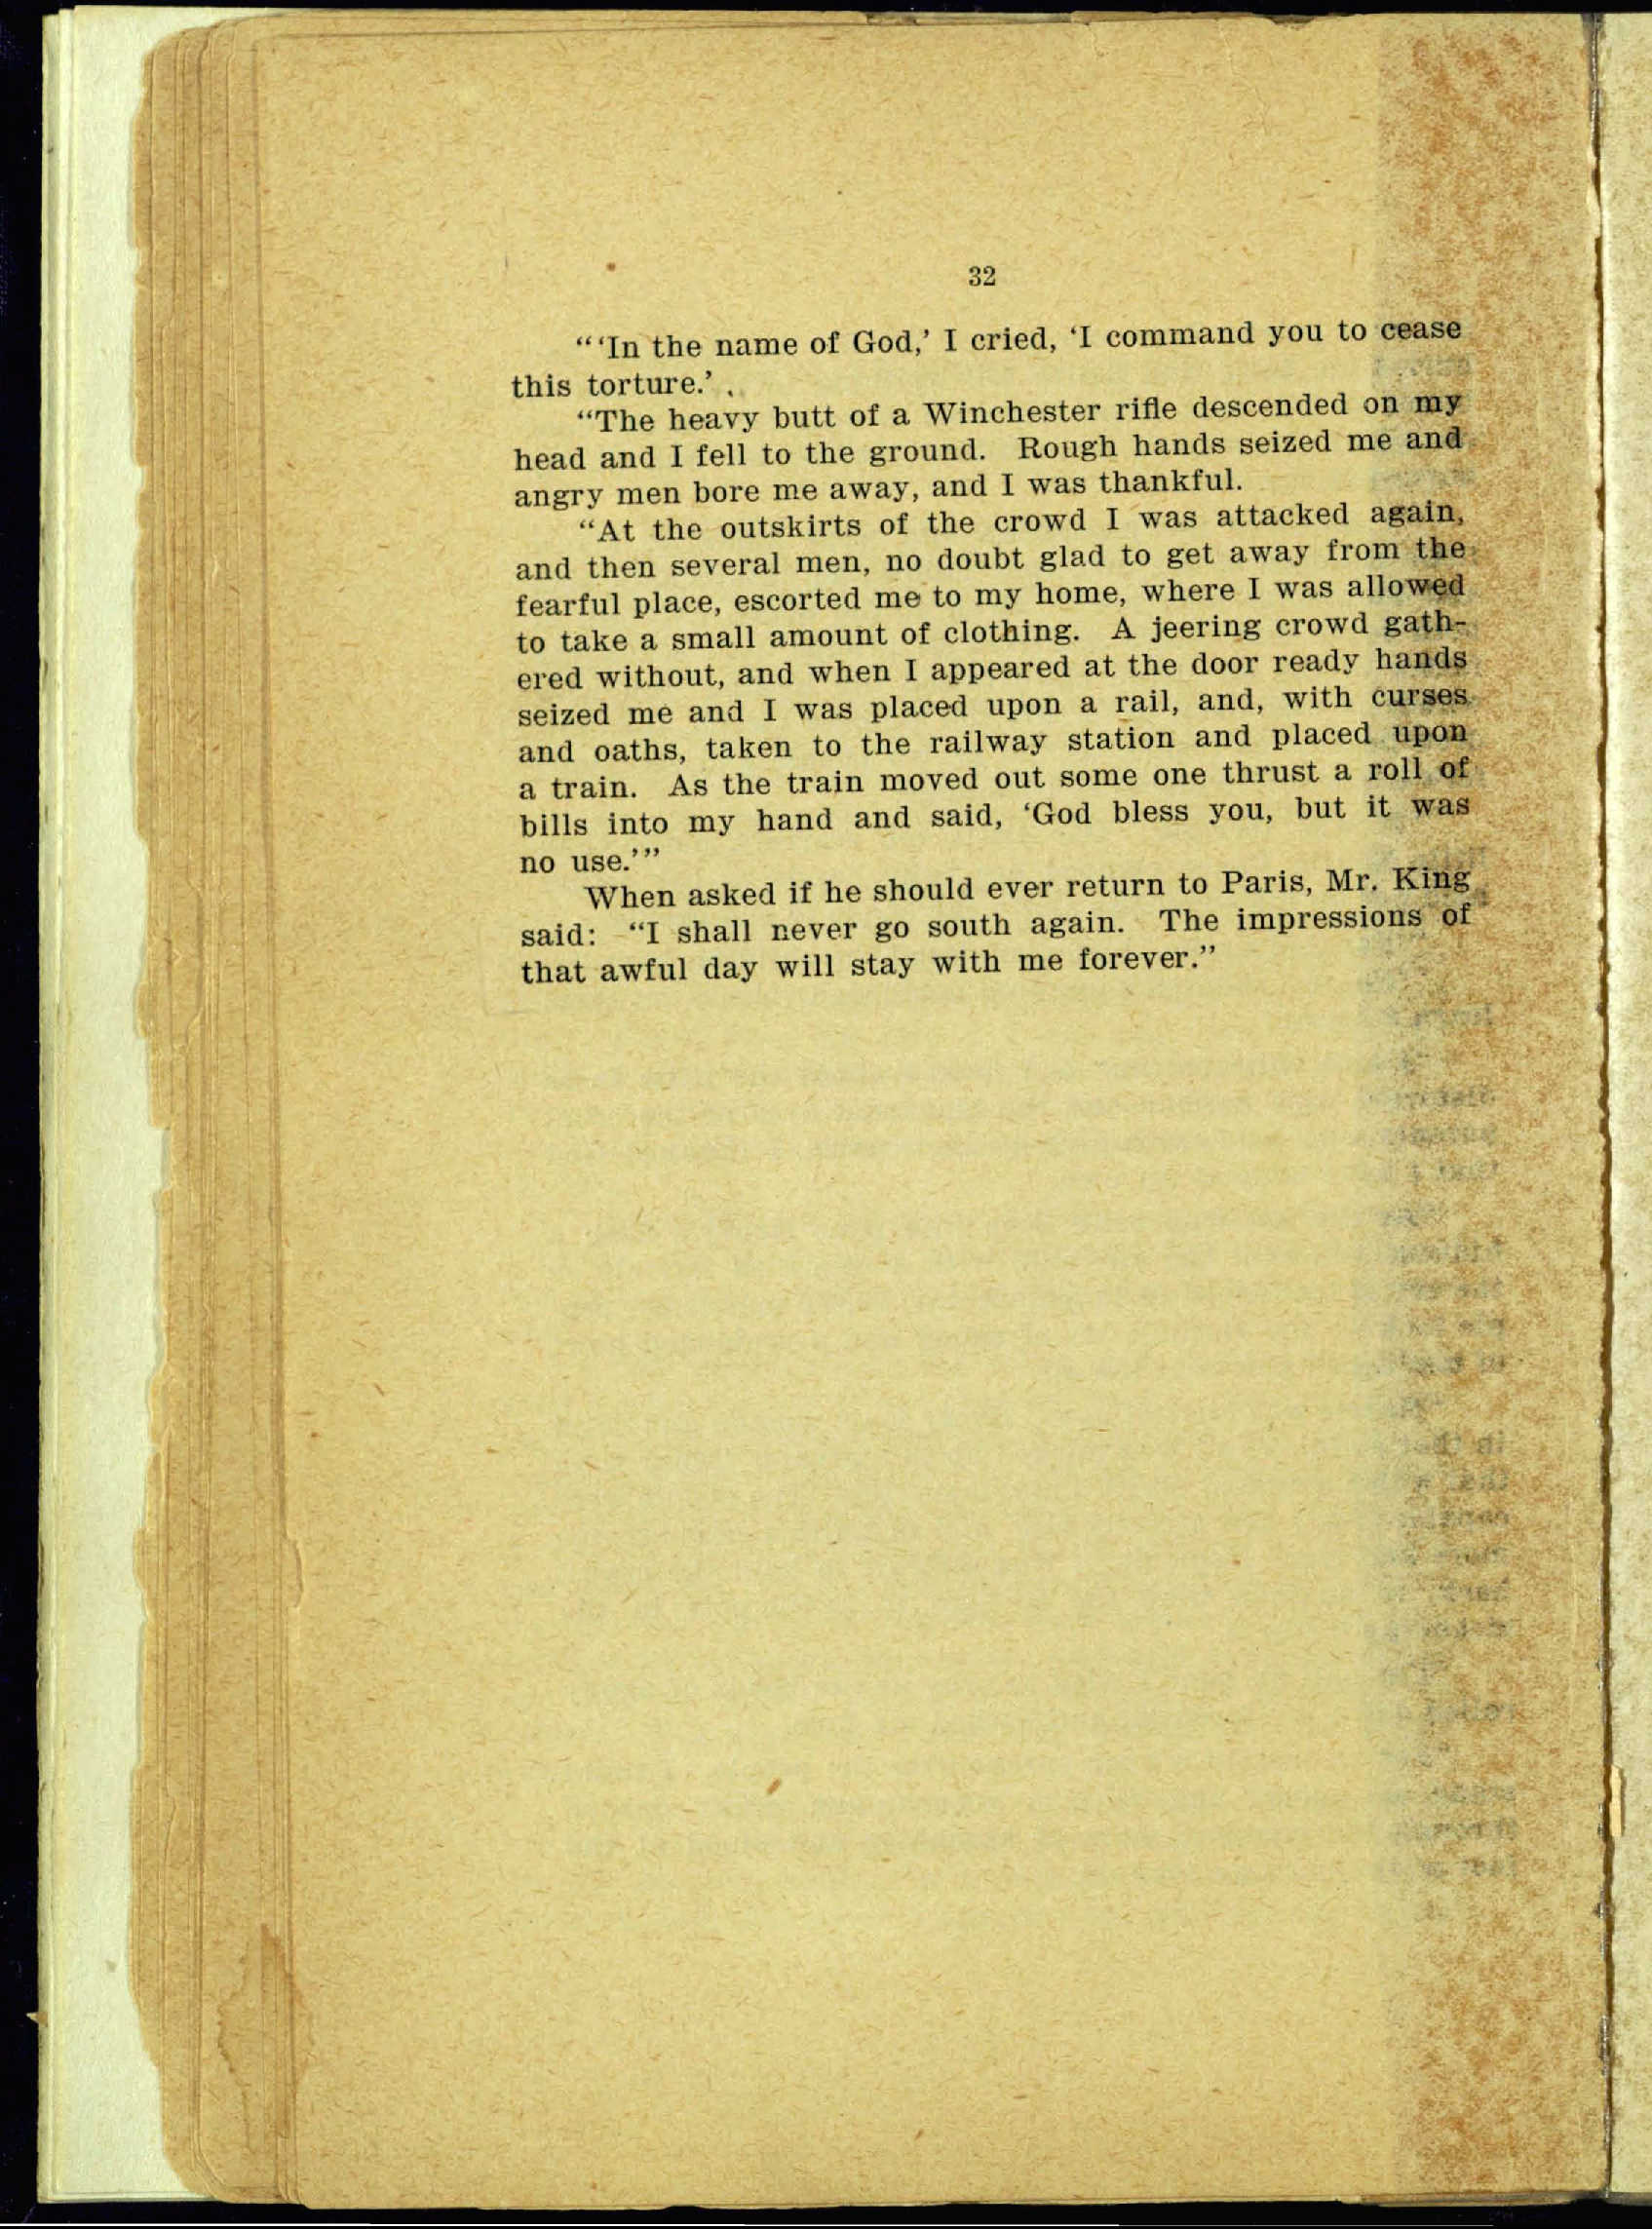 32
"'In the name of God,' I cried, 'I command you to cease
this torture.'
"The heavy butt of a Winchester rifle descended on my
head and I fell to the ground. Rough hands seized me and
angry men bore me away, and I was thankful.
"At the outskirts of the crowd I was attacked again,
and then several men, no doubt glad to get away from the
fearful place, escorted me to my home, where I was allowed
to take a small amount of clothing. A jeering crowd gath-
ered without, and when I appeared at the door ready hands
seized me and I was placed upon a rail, and, with curses
and oaths, taken to the railway station and placed upon
a train. As the train moved out some one thrust a roll of
bills into my hand and said, 'God bless you, but it was
no use.'"
When asked if he should ever return to Paris, Mr. King
said: "I shall never go south again. The impressions of
that awful day will stay with me forever."